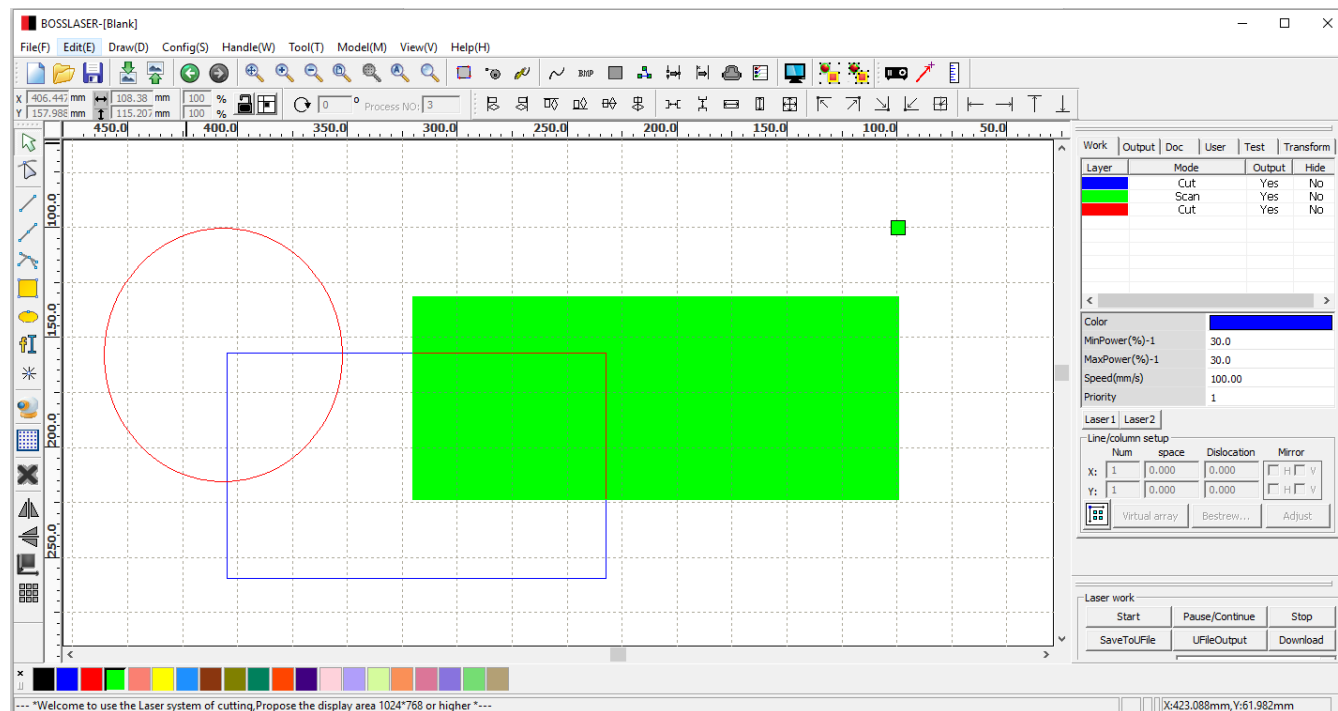 BOSSLASER-[Blank]
File(F) Edit(E) Draw(D) Config(S) Handle(W) Tool(T) Model(M) View(V) Help(H)
BMP
X 406.447 mm 108.38 mm 100 %
Y 157.988 mm 115.207 mm 100 %
0 ° Process NO: 3
450.0 400.0 350.0 300.0 250.0 200.0 150.0 100.0 50.0
100.0
150.0
200.0
250.0
Work Output Doc User Test Transform
Layer Mode Output Hide
Cut Yes No
Scan Yes No
Cut Yes No
Color
MinPower(%)-1 30.0
MaxPower(%)-1 30.0
Speed(mm/s) 100.00
Priority 1
Laser1 Laser2
Line/column setup
Num space Dislocation Mirror
X: 1 0.000 0.000 H V
Y: 1 0.000 0.000 H V
Virtual array Bestrew... Adjust
Laser work
Start Pause/Continue Stop
SaveToUFile UFileOutput Download
--- *Welcome to use the Laser system of cutting,Propose the display area 1024*768 or higher *---
X:423.088mm,Y:61.982mm